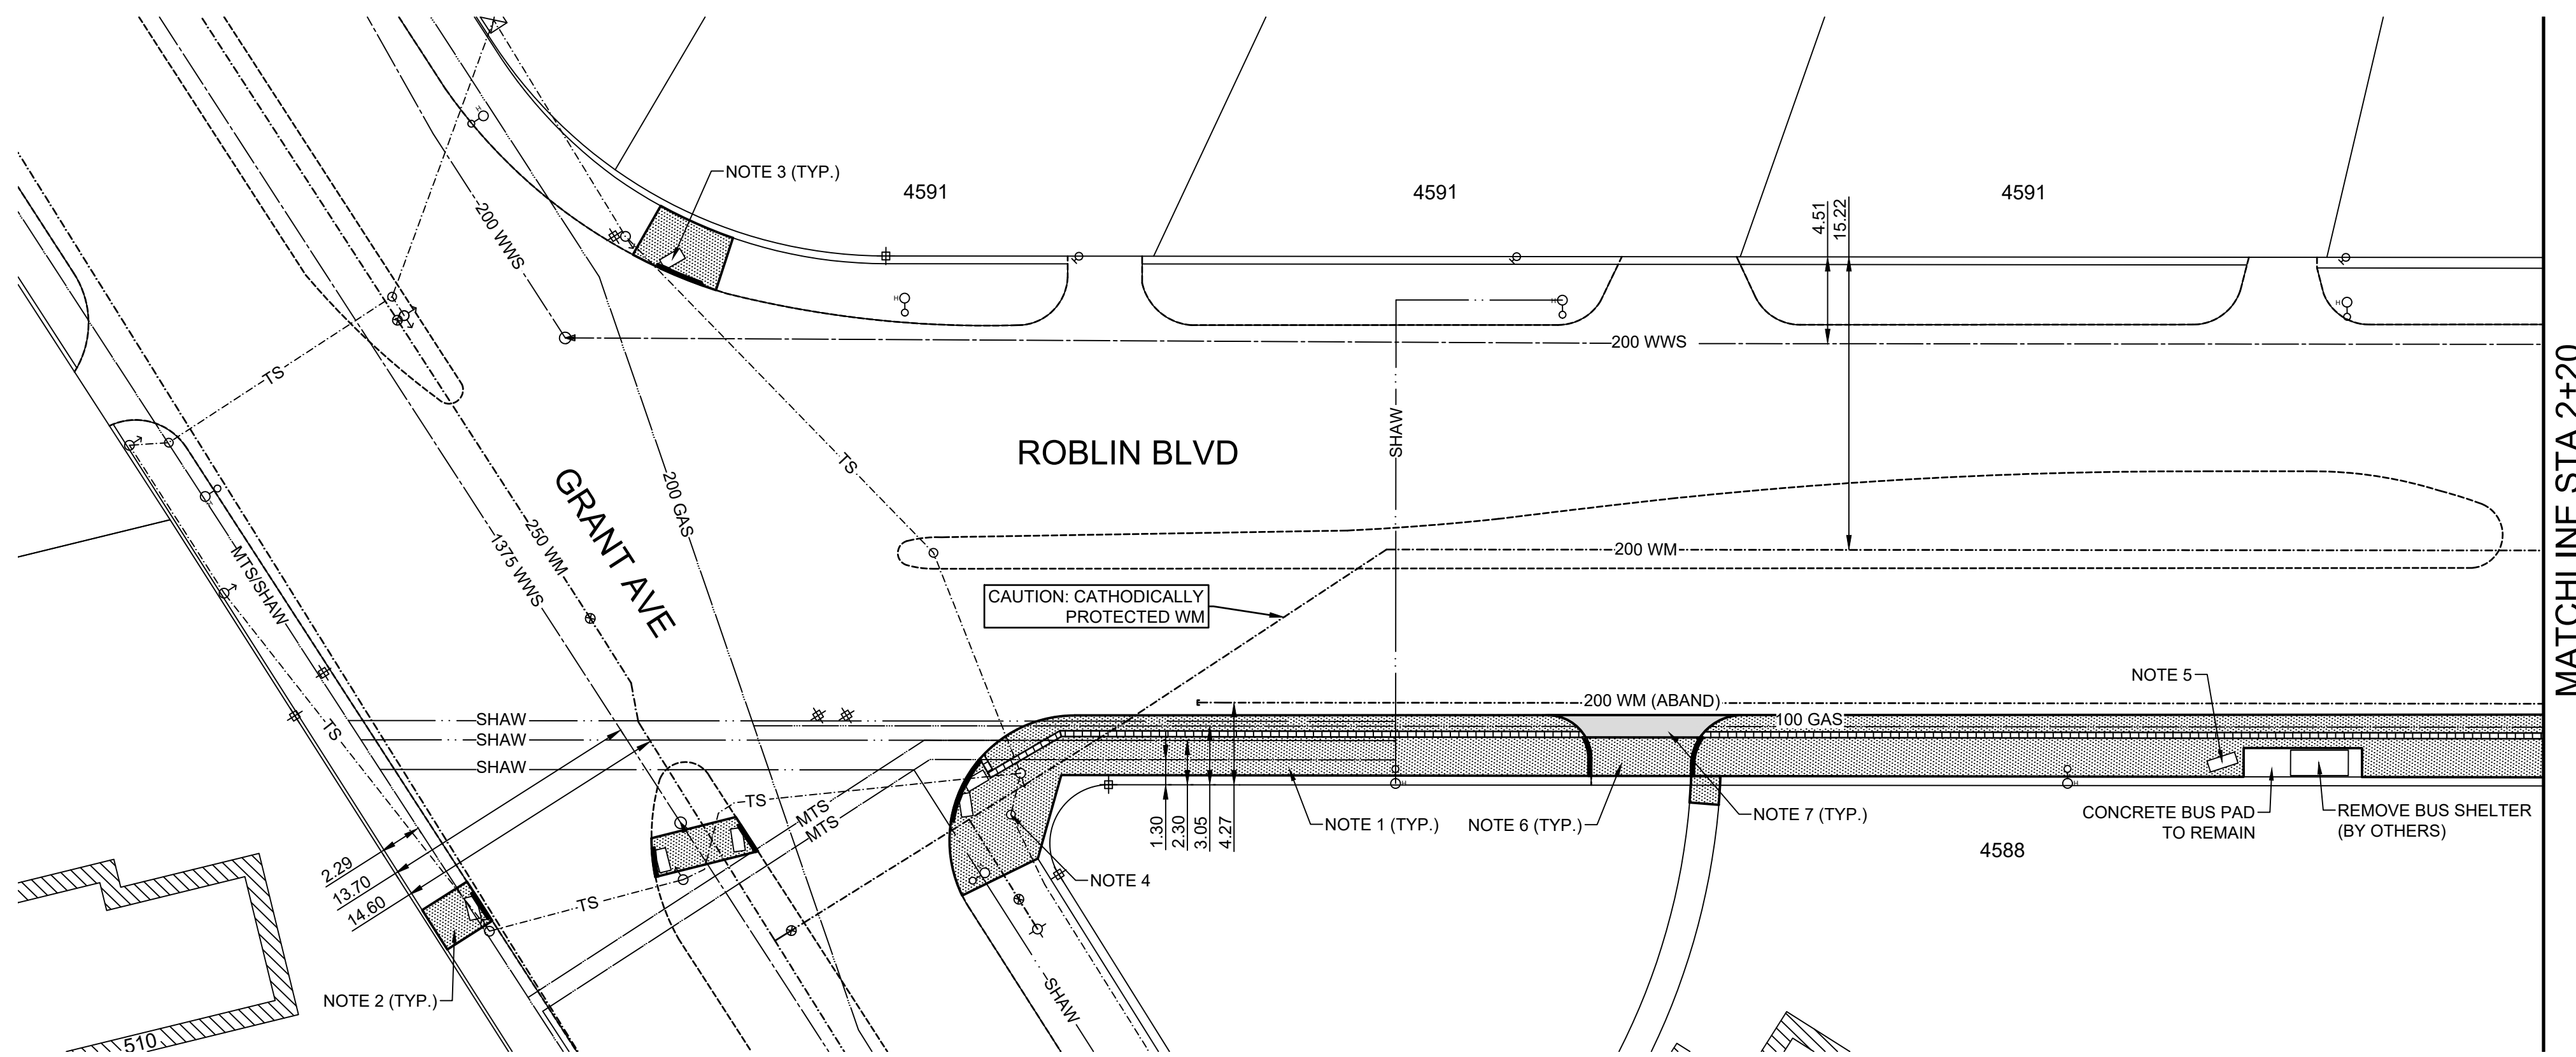 NOTE 3 (TYP.)
4591
4591
4591
4.51
15.22
200 WWS
200 WWS
TS
TS
SHAW
ROBLIN BLVD
GRANT AVE
200 GAS
250 WM
1375 WWS
MTS/SHAW
200 WM
CAUTION: CATHODICALLY
PROTECTED WM
MATCHLINE STA 2+20
NOTE 5
200 WM (ABAND)
100 GAS
SHAW
SHAW
SHAW
TS
TS
MTS
MTS
1.30
2.30
3.05
4.27
NOTE 1 (TYP.)
NOTE 6 (TYP.)
NOTE 7 (TYP.)
CONCRETE BUS PAD
TO REMAIN
REMOVE BUS SHELTER
(BY OTHERS)
4588
2.29
13.70
14.60
NOTE 4
TS
NOTE 2 (TYP.)
SHAW
510